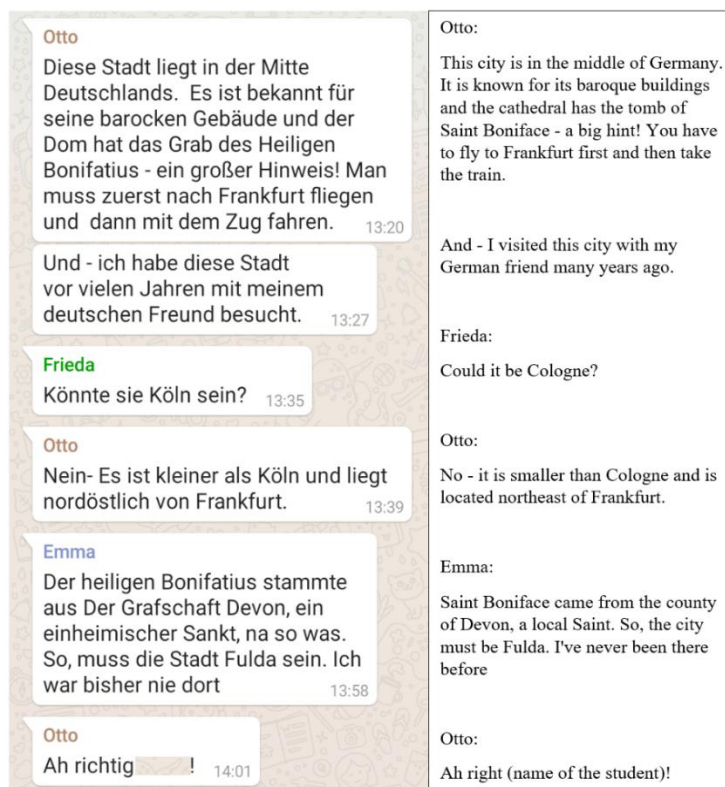 Otto
Diese Stadt liegt in der Mitte
Deutschlands. Es ist bekannt für
seine barocken Gebäude und der
Dom hat das Grab des Heiligen
Bonifatius - ein großer Hinweis! Man
muss zuerst nach Frankfurt fliegen
und dann mit dem Zug fahren. 13:20
Und - ich habe diese Stadt
vor vielen Jahren mit meinem
deutschen Freund besucht. 13:27
Frieda
Könnte sie Köln sein? 13:35
Otto
Nein- Es ist kleiner als Köln und liegt
nordöstlich von Frankfurt. 13:39
Emma
Der heiligen Bonifatius stammte
aus Der Grafschaft Devon, ein
einheimischer Sankt, na so was.
So, muss die Stadt Fulda sein. Ich
war bisher nie dort 13:58
Otto
Ah richtig ! 14:01
Otto:
This city is in the middle of Germany.
It is known for its baroque buildings
and the cathedral has the tomb of
Saint Boniface - a big hint! You have
to fly to Frankfurt first and then take
the train.
And - I visited this city with my
German friend many years ago.
Frieda:
Could it be Cologne?
Otto:
No - it is smaller than Cologne and is
located northeast of Frankfurt.
Emma:
Saint Boniface came from the county
of Devon, a local Saint. So, the city
must be Fulda. I've never been there
before
Otto:
Ah right (name of the student)!